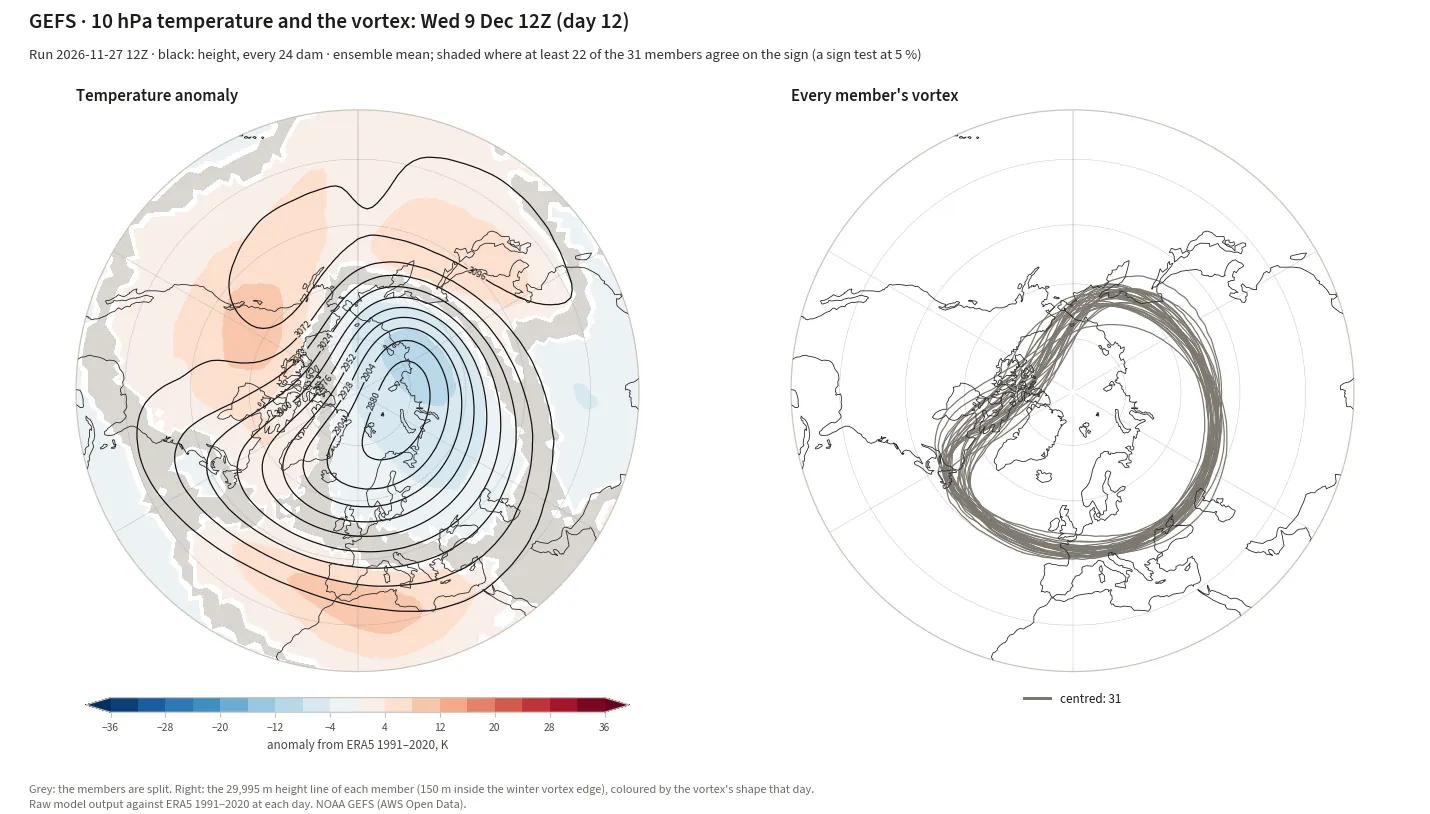 GEFS · 10 hPa temperature and the vortex: Wed 9 Dec 12Z (day 12)
Run 2026-11-27 12Z · black: height, every 24 dam · ensemble mean; shaded where at least 22 of the 31 members agree on the sign (a sign test at 5 %)
Temperature anomaly
Every member's vortex
3096
3072
3024
2952
2904
2928
2880
centred: 31
−36 −28 −20 −12 −4 4 12 20 28 36
anomaly from ERA5 1991–2020, K
Grey: the members are split. Right: the 29,995 m height line of each member (150 m inside the winter vortex edge), coloured by the vortex's shape that day.
Raw model output against ERA5 1991–2020 at each day. NOAA GEFS (AWS Open Data).